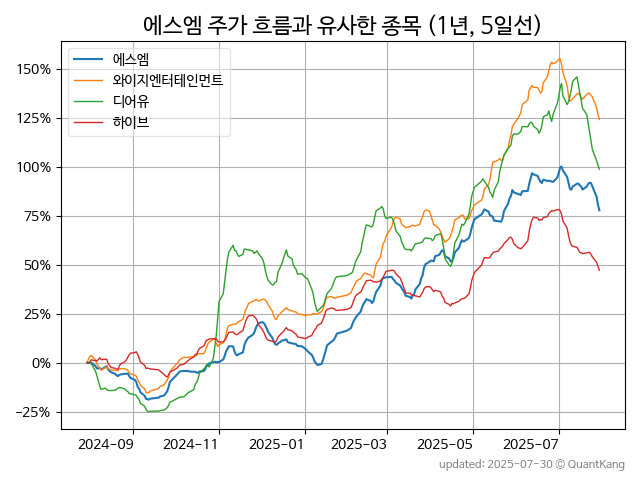 에스엠 주가 흐름과 유사한 종목 (1년, 5일선)
에스엠
와이지엔터테인먼트
디어유
하이브
150%
125%
100%
75%
50%
25%
0%
−25%
2024-09 2024-11 2025-01 2025-03 2025-05 2025-07
updated: 2025-07-30 © QuantKang